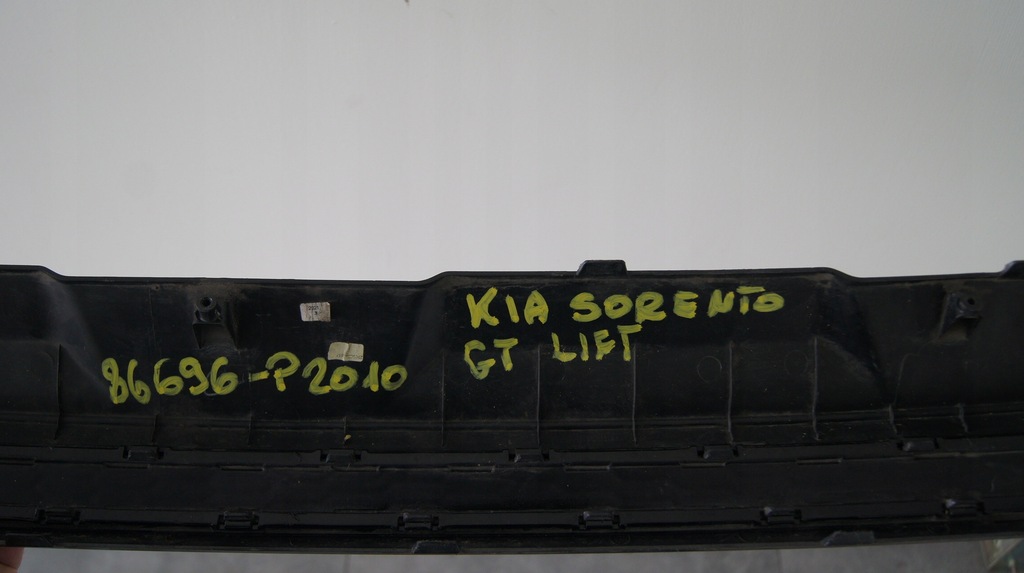 KIA SORENTO
GT LIFT
86696-P2010